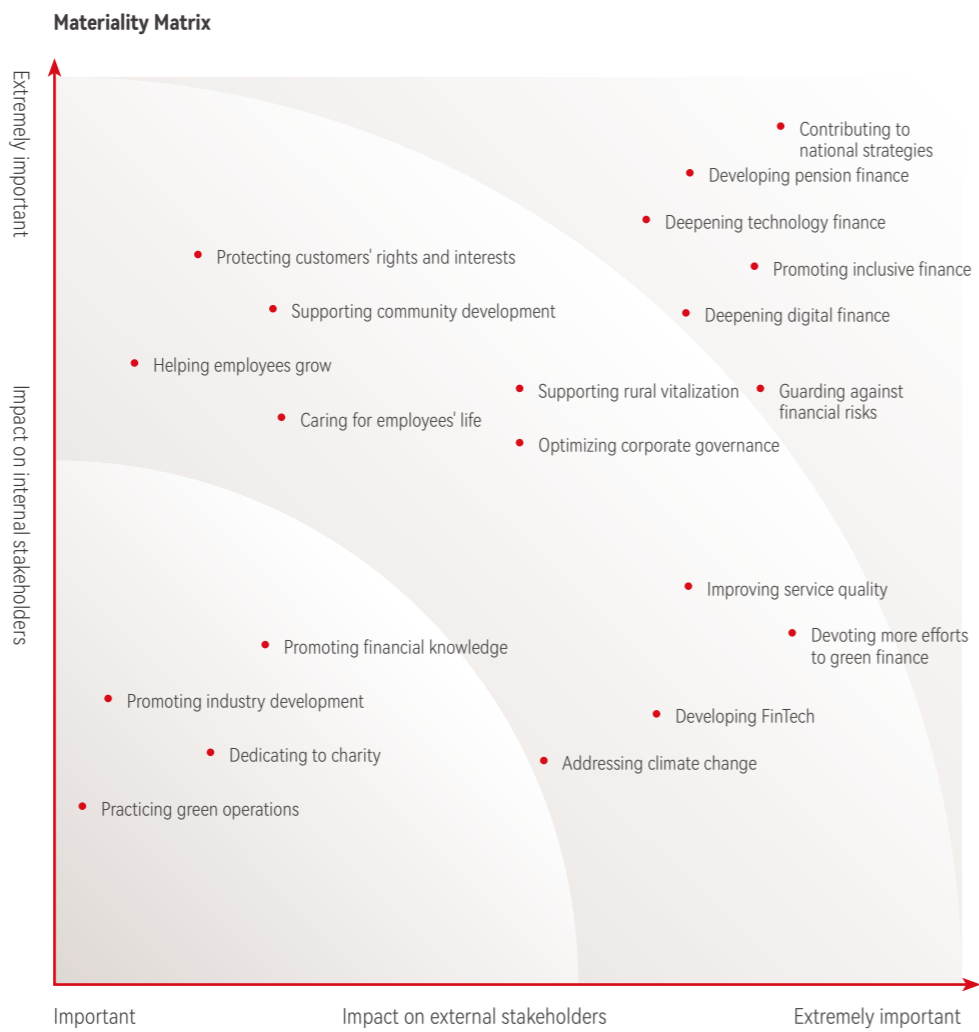 Materiality Matrix
Extremely important
Impact on internal stakeholders
Contributing to
national strategies
Developing pension finance
Deepening technology finance
Protecting customers' rights and interests
Promoting inclusive finance
Supporting community development
Deepening digital finance
Helping employees grow
Supporting rural vitalization
Guarding against
financial risks
Caring for employees' life
Optimizing corporate governance
Improving service quality
Devoting more efforts
to green finance
Promoting financial knowledge
Promoting industry development
Developing FinTech
Dedicating to charity
Addressing climate change
Practicing green operations
Important
Impact on external stakeholders
Extremely important